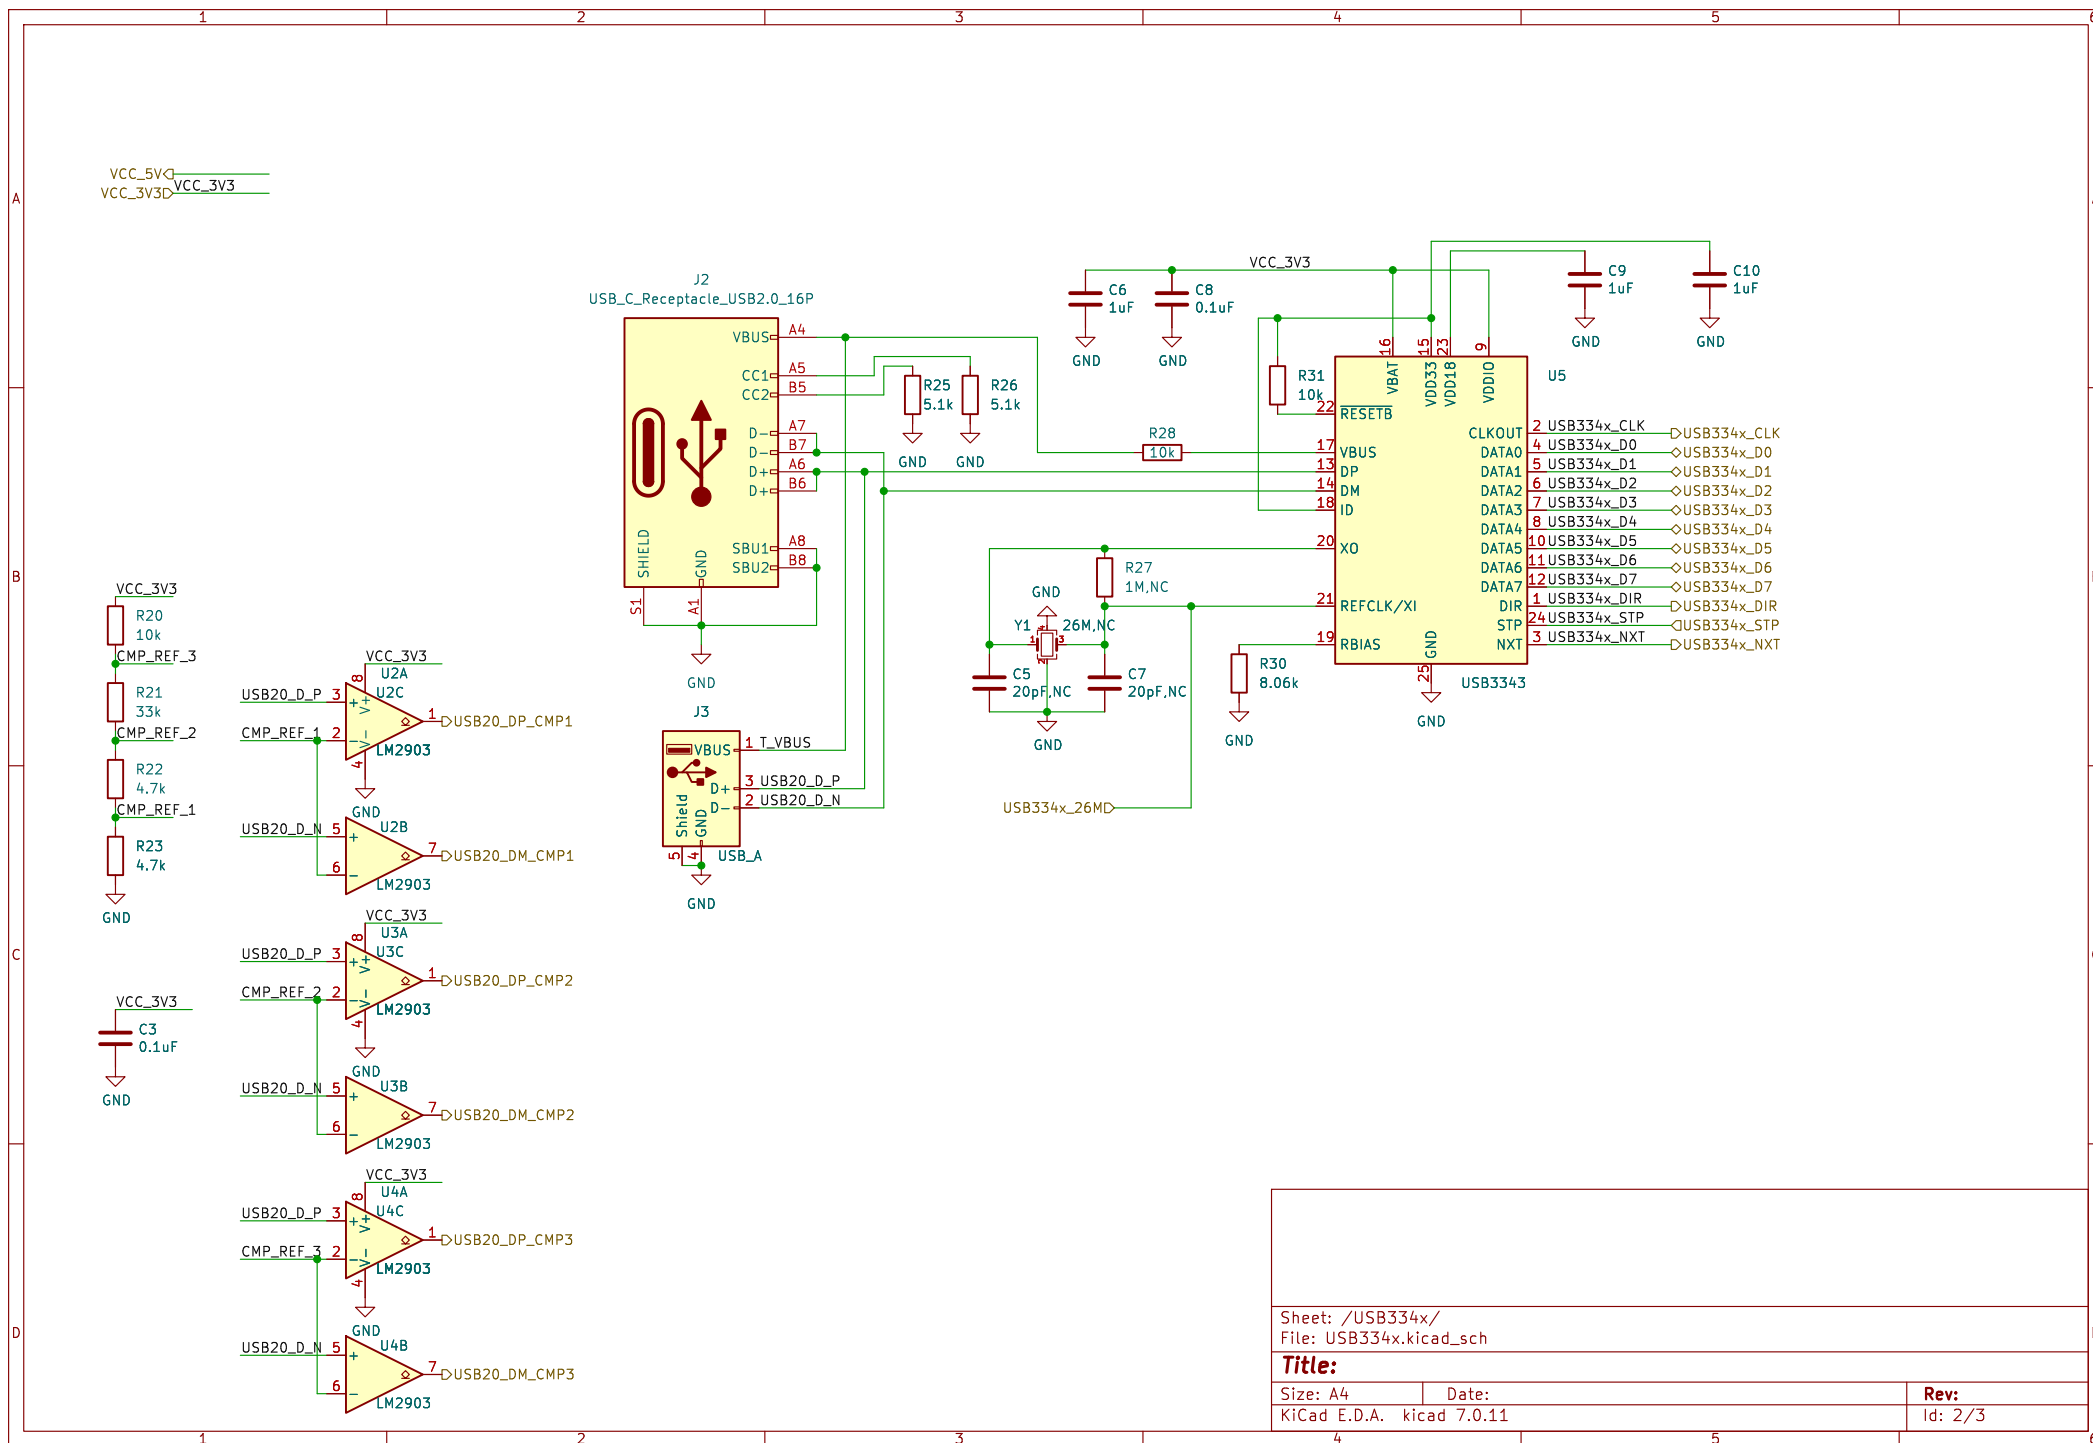 1 2 3 4 5 6
A
B
C
D
VCC_5V
VCC_3V3 VCC_3V3
VCC_3V3
R20
10k
CMP_REF_3
R21
33k
CMP_REF_2
R22
4.7k
CMP_REF_1
R23
4.7k
GND
VCC_3V3
C3
0.1uF
GND
VCC_3V3
8
U2A
U2C
USB20_D_P 3 + V+
1 USB20_DP_CMP1
CMP_REF_1 2 − V-
LM2903
4
GND
U2B
USB20_D_N 5 +
7 USB20_DM_CMP1
6 −
LM2903
VCC_3V3
8
U3A
U3C
USB20_D_P 3 + V+
1 USB20_DP_CMP2
CMP_REF_2 2 − V-
LM2903
4
GND
U3B
USB20_D_N 5 +
7 USB20_DM_CMP2
6 −
LM2903
VCC_3V3
8
U4A
U4C
USB20_D_P 3 + V+
1 USB20_DP_CMP3
CMP_REF_3 2 − V-
LM2903
4
GND
U4B
USB20_D_N 5 +
7 USB20_DM_CMP3
6 −
LM2903
J2
USB_C_Receptacle_USB2.0_16P
VBUS A4
CC1 A5
CC2 B5
D- A7
D- B7
D+ A6
D+ B6
SBU1 A8
SBU2 B8
SHIELD GND
S1 A1
GND
R25
5.1k
GND
R26
5.1k
GND
J3
VBUS 1 T_VBUS
D+ 3 USB20_D_P
D- 2 USB20_D_N
Shield GND
5 4
USB_A
GND
VCC_3V3
C6
1uF
GND
C8
0.1uF
GND
R28
10k
R27
1M,NC
GND
Y1 26M,NC
1 2 3 4
C5
20pF,NC
C7
20pF,NC
GND
USB334x_26M
R30
8.06k
GND
R31
10k
C9
1uF
GND
C10
1uF
GND
U5
16 15 23 9
VBAT VDD33 VDD18 VDDIO
22 RESETB
17 VBUS
13 DP
14 DM
18 ID
20 XO
21 REFCLK/XI
19 RBIAS
CLKOUT 2 USB334x_CLK USB334x_CLK
DATA0 4 USB334x_D0 USB334x_D0
DATA1 5 USB334x_D1 USB334x_D1
DATA2 6 USB334x_D2 USB334x_D2
DATA3 7 USB334x_D3 USB334x_D3
DATA4 8 USB334x_D4 USB334x_D4
DATA5 10 USB334x_D5 USB334x_D5
DATA6 11 USB334x_D6 USB334x_D6
DATA7 12 USB334x_D7 USB334x_D7
DIR 1 USB334x_DIR USB334x_DIR
STP 24 USB334x_STP USB334x_STP
NXT 3 USB334x_NXT USB334x_NXT
GND
25
USB3343
GND
Sheet: /USB334x/
File: USB334x.kicad_sch
Title:
Size: A4 Date: Rev:
KiCad E.D.A. kicad 7.0.11 Id: 2/3
1 2 3 4 5 6